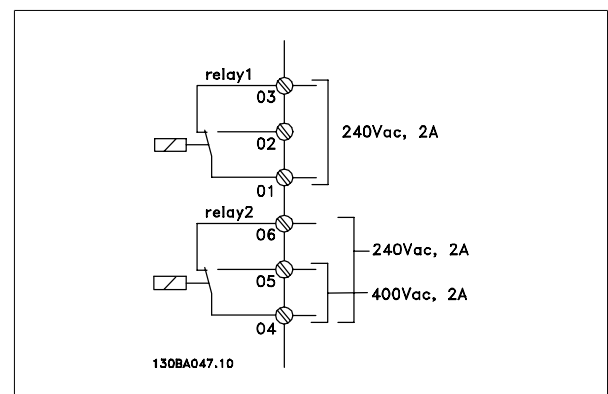 relay1
03
02
240Vac, 2A
01
relay2
06
240Vac, 2A
05
400Vac, 2A
04
130BA047.10